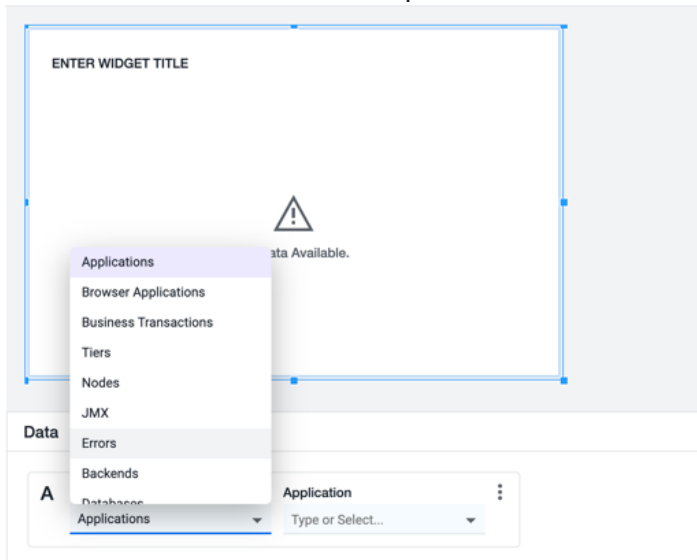 ENTER WIDGET TITLE
ata Available.
Applications
Browser Applications
Business Transactions
Tiers
Nodes
JMX
Errors
Backends
Databases
Data
A
Applications
Application
Type or Select...